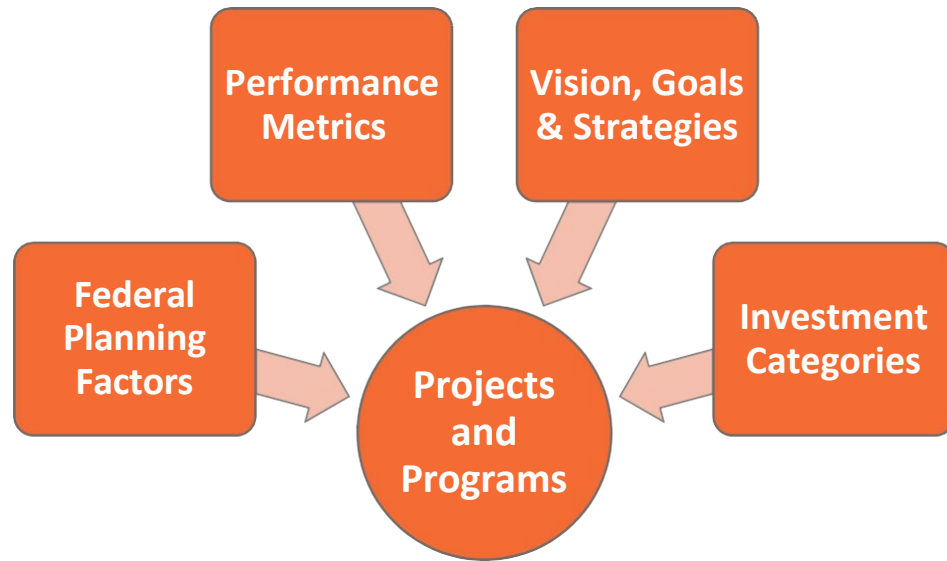 Performance
Metrics
Vision, Goals
& Strategies
Federal
Planning
Factors
Investment
Categories
Projects
and
Programs